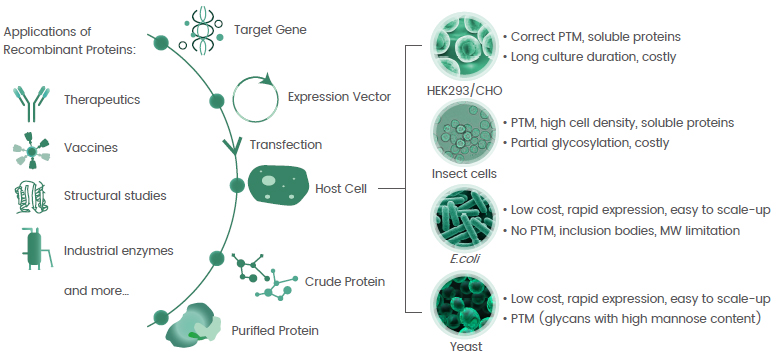 Applications of
Recombinant Proteins:
Therapeutics
Vaccines
Structural studies
Industrial enzymes
and more...
Target Gene
Expression Vector
Transfection
Host Cell
Crude Protein
Purified Protein
HEK293/CHO
• Correct PTM, soluble proteins
• Long culture duration, costly
Insect cells
• PTM, high cell density, soluble proteins
• Partial glycosylation, costly
E.coli
• Low cost, rapid expression, easy to scale-up
• No PTM, inclusion bodies, MW limitation
Yeast
• Low cost, rapid expression, easy to scale-up
• PTM (glycans with high mannose content)